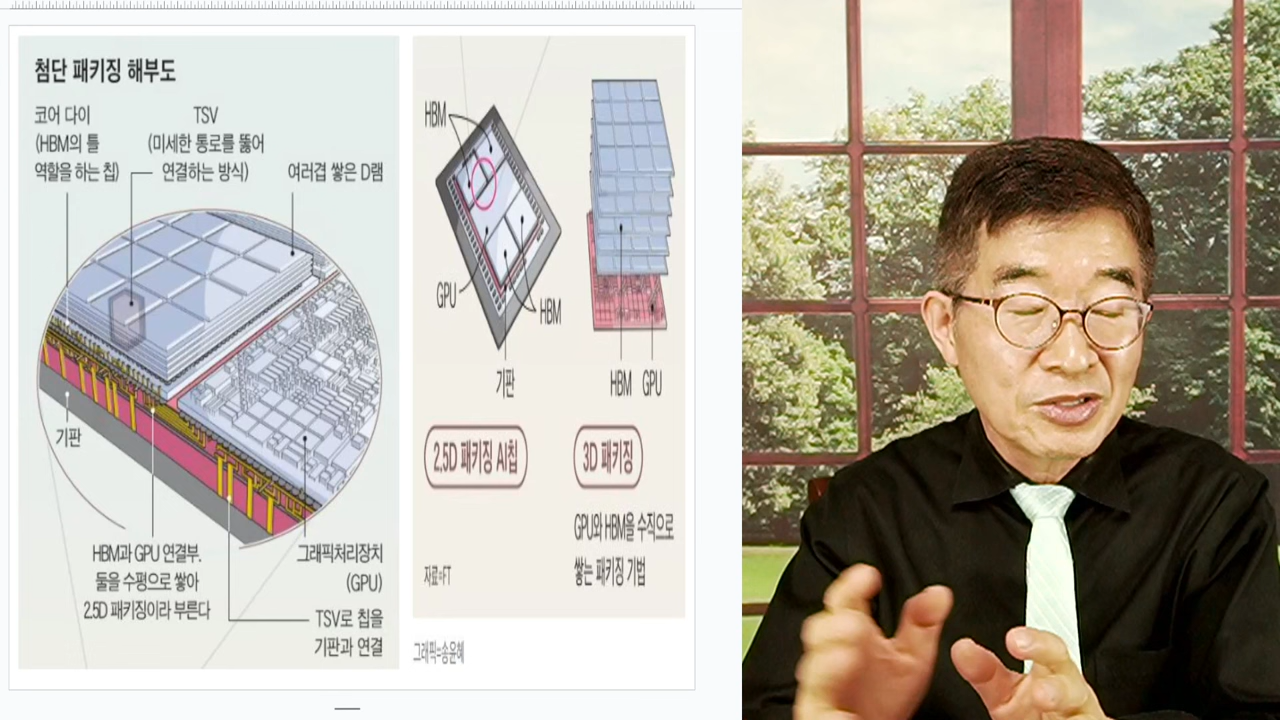 첨단 패키징 해부도
코어 다이
(HBM의 틀
역할을 하는 칩)
TSV
(미세한 통로를 뚫어
연결하는 방식)
여러겹 쌓은 D램
기판
HBM과 GPU 연결부.
둘을 수평으로 쌓아
2.5D 패키징이라 부른다
그래픽처리장치
(GPU)
TSV로 칩을
기판과 연결
HBM
GPU
HBM
기판
2.5D 패키징 AI칩
자료=FT
HBM GPU
3D 패키징
GPU와 HBM을 수직으로
쌓는 패키징 기법
그래픽=송윤혜